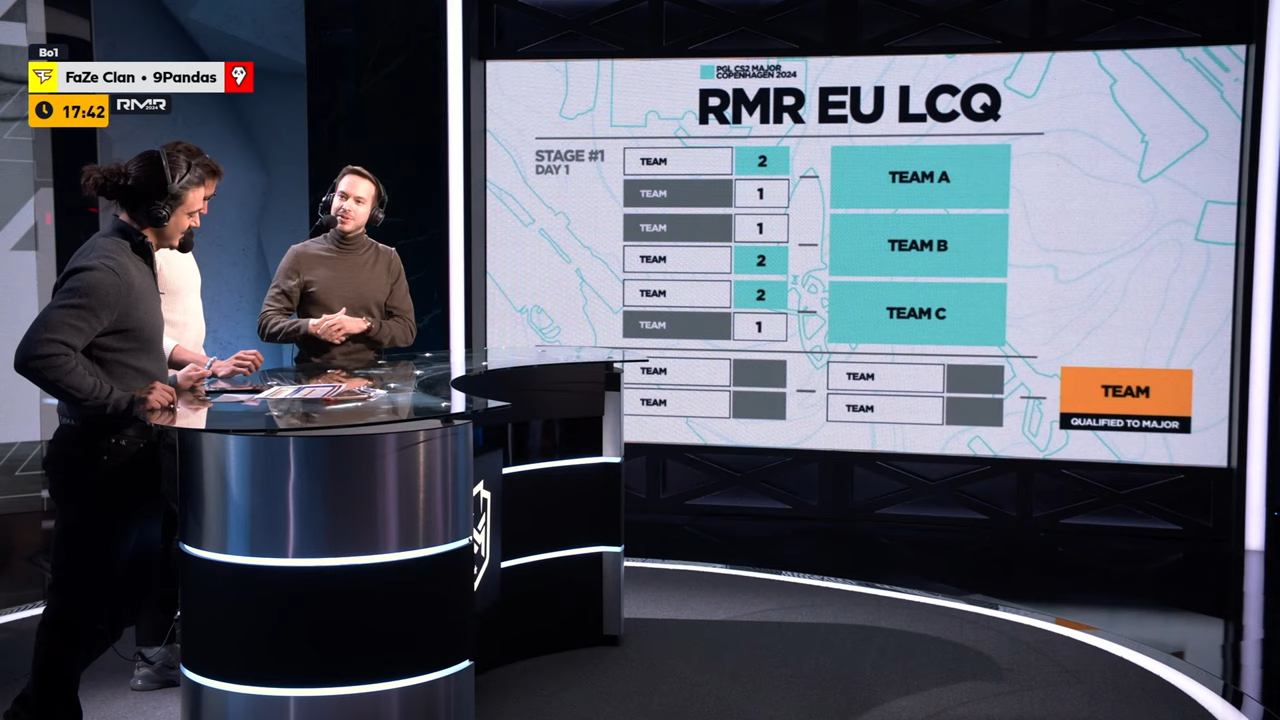 Bo1
FaZe Clan • 9Pandas
17:42 RMR
PGL CS2 MAJOR
COPENHAGEN 2024
RMR EU LCQ
STAGE #1
DAY 1
TEAM 2
TEAM 1
TEAM 1
TEAM 2
TEAM 2
TEAM 1
TEAM A
TEAM B
TEAM C
TEAM
TEAM
TEAM
TEAM
TEAM
QUALIFIED TO MAJOR